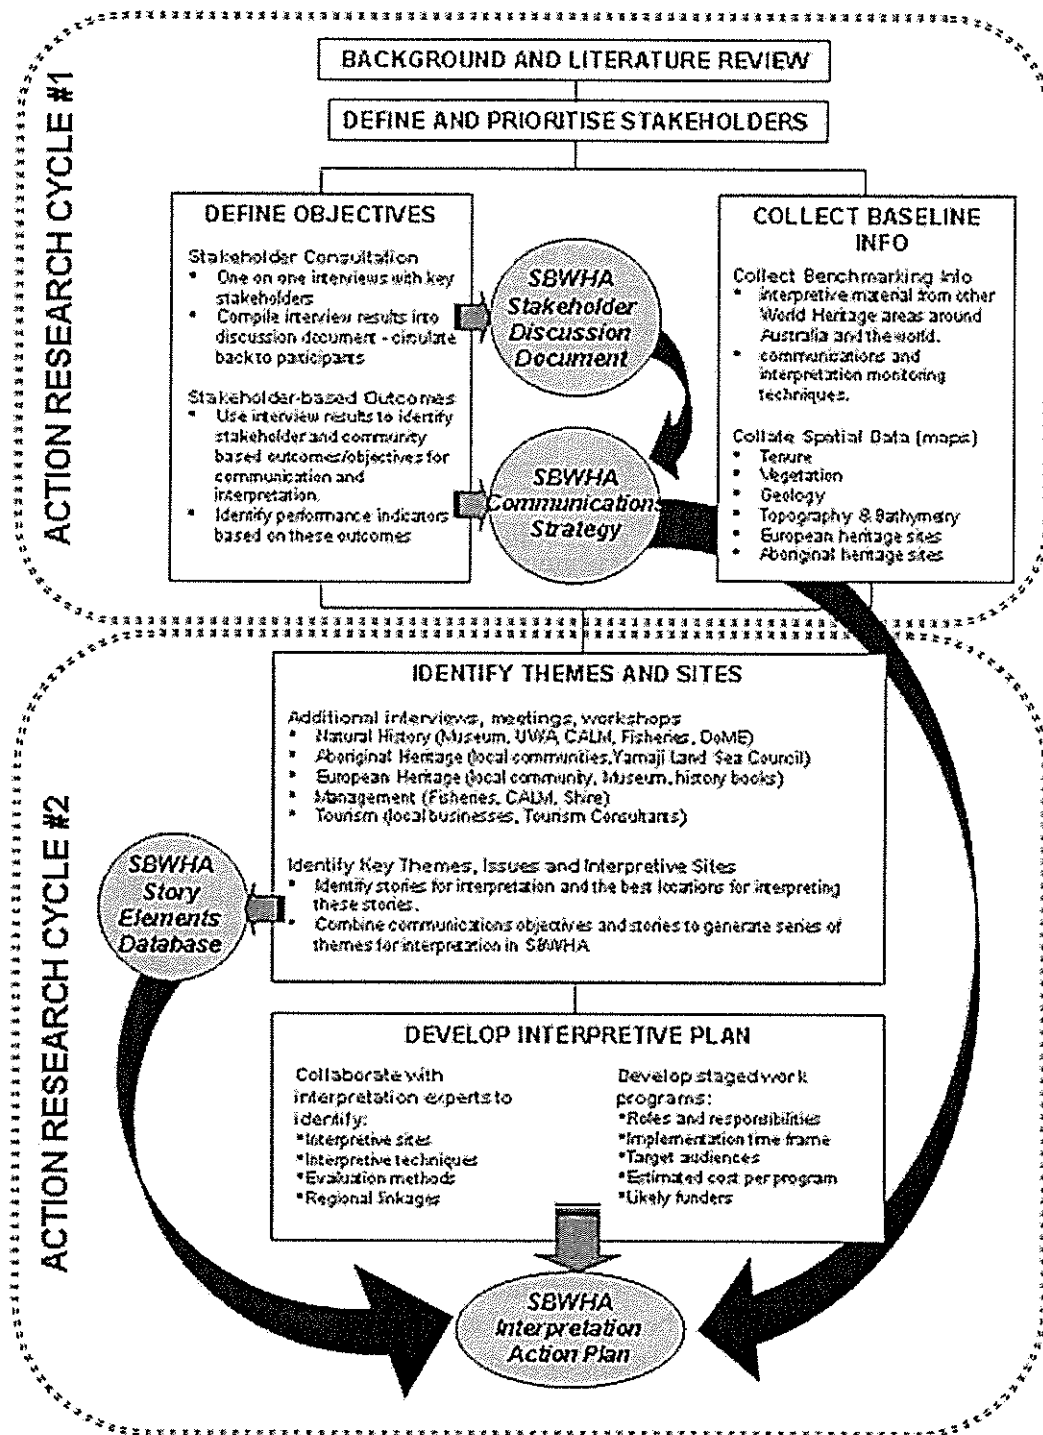 ACTION RESEARCH CYCLE #1
BACKGROUND AND LITERATURE REVIEW
DEFINE AND PRIORITISE STAKEHOLDERS
DEFINE OBJECTIVES
Stakeholder Consultation
• One on one interviews with key
stakeholders
• Compile interview results into
discussion document - circulate
back to participants
Stakeholder-based Outcomes
• Use interview results to identify
stakeholder and community
based outcomes/objectives for
communication and
interpretation.
• Identify performance indicators
based on these outcomes
SBWHA
Stakeholder
Discussion
Document
SBWHA
Communications
Strategy
COLLECT BASELINE
INFO
Collect Benchmarking Info
• interpretive material from other
World Heritage areas around
Australia and the world.
• communications and
interpretation monitoring
techniques.
Collate Spatial Data (maps)
• Tenure
• Vegetation
• Geology
• Topography & Bathymetry
• European heritage sites
• Aboriginal heritage sites
ACTION RESEARCH CYCLE #2
IDENTIFY THEMES AND SITES
Additional interviews, meetings, workshops
• Natural History (Museum, UWA, CALM, Fisheries, DoME)
• Aboriginal Heritage (local communities, Yamaji Land Sea Council)
• European Heritage (local community, Museum, history books)
• Management (Fisheries, CALM, Shire)
• Tourism (local businesses, Tourism Consultants)
Identify Key Themes, Issues and Interpretive Sites
• Identify stories for interpretation and the best locations for interpreting
these stories.
• Combine communications objectives and stories to generate series of
themes for interpretation in SBWHA
SBWHA
Story
Elements
Database
DEVELOP INTERPRETIVE PLAN
Collaborate with
interpretation experts to
identify:
•Interpretive sites
•Interpretive techniques
•Evaluation methods
•Regional linkages
Develop staged work
programs:
•Roles and responsibilities
•Implementation time frame
•Target audiences
•Estimated cost per program
•Likely funders
SBWHA
Interpretation
Action Plan